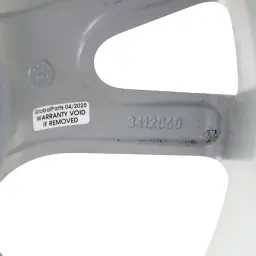 GlobalParts 04/2025
WARRANTY VOID
IF REMOVED
3412060